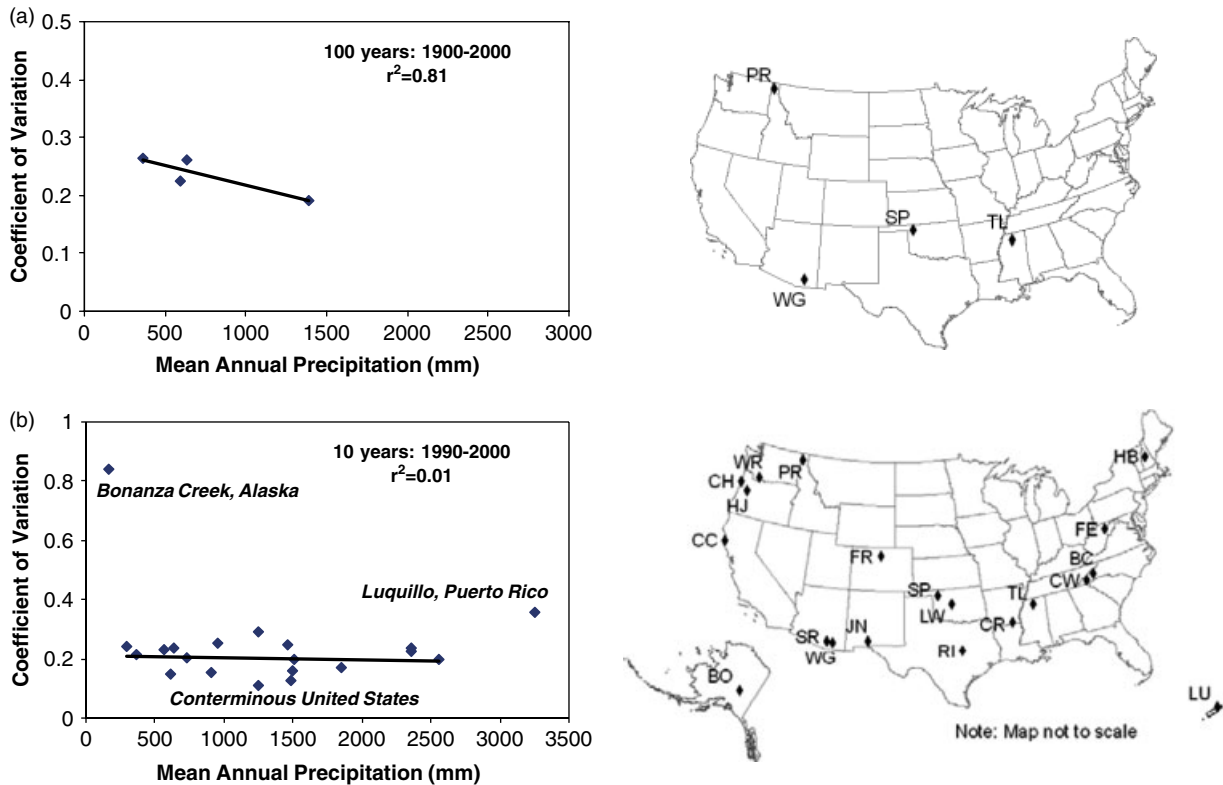 (a)
0.5
0.4
0.3
0.2
0.1
0
Coefficient of Variation
100 years: 1900-2000
r²=0.81
0 500 1000 1500 2000 2500 3000
Mean Annual Precipitation (mm)
PR
SP
TL
WG
(b)
1
0.8
0.6
0.4
0.2
0
Coefficient of Variation
10 years: 1990-2000
r²=0.01
Bonanza Creek, Alaska
Luquillo, Puerto Rico
Conterminous United States
0 500 1000 1500 2000 2500 3000 3500
Mean Annual Precipitation (mm)
WR
PR
HB
CH
HJ
FE
CC
FR
BC
CW
SP
TL
LW
CR
SR
JN
WG
RI
BO
LU
Note: Map not to scale